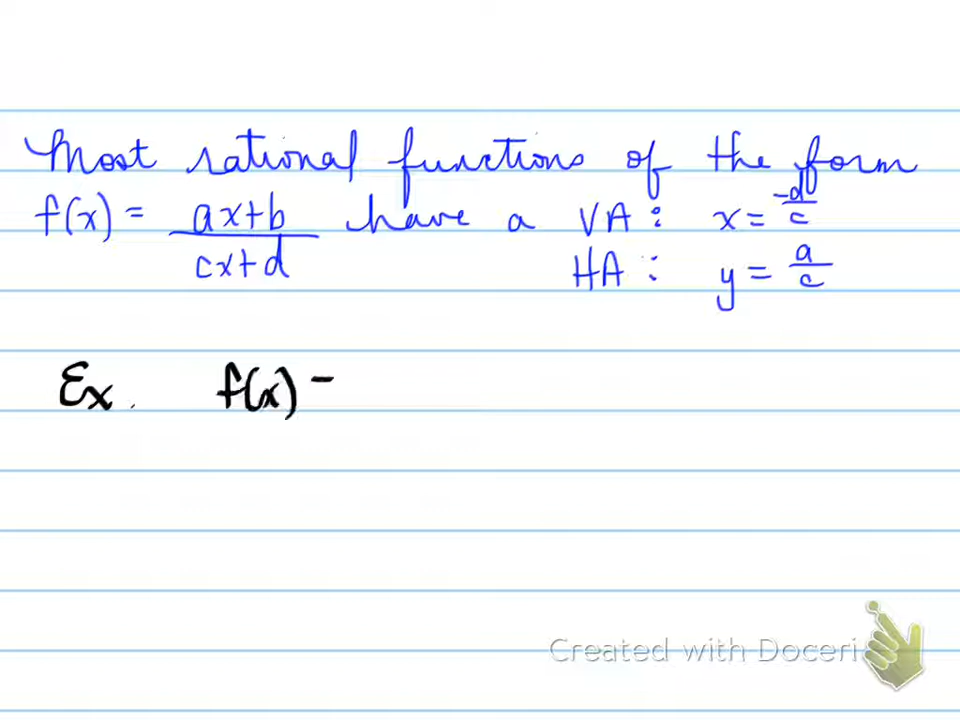 Most rational functions of the form
f(x) = (ax+b)/(cx+d) have a VA: x = -d/c
HA: y = a/c
Ex. f(x) =
Created with Doceri